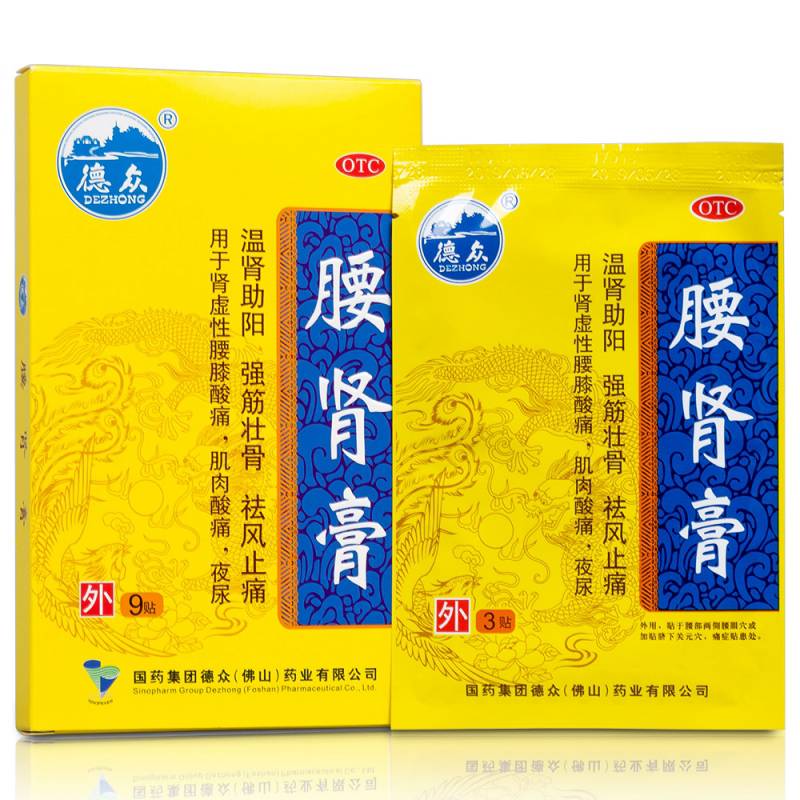 德众
DEZHONG
®
OTC
腰肾膏
温肾助阳 强筋壮骨 祛风止痛
用于肾虚性腰膝酸痛，肌肉酸痛，夜尿
外
9贴
国药集团德众(佛山)药业有限公司
Sinopharm Group Dezhong (Foshan) Pharmaceutical Co., Ltd.
SINOPHARM
腰肾膏
德众
DEZHONG
®
OTC
腰肾膏
温肾助阳 强筋壮骨 祛风止痛
用于肾虚性腰膝酸痛，肌肉酸痛，夜尿
外
3贴
外用，贴于腰部两侧腰眼穴或
加贴脐下关元穴，痛症贴患处。
国药集团德众(佛山)药业有限公司